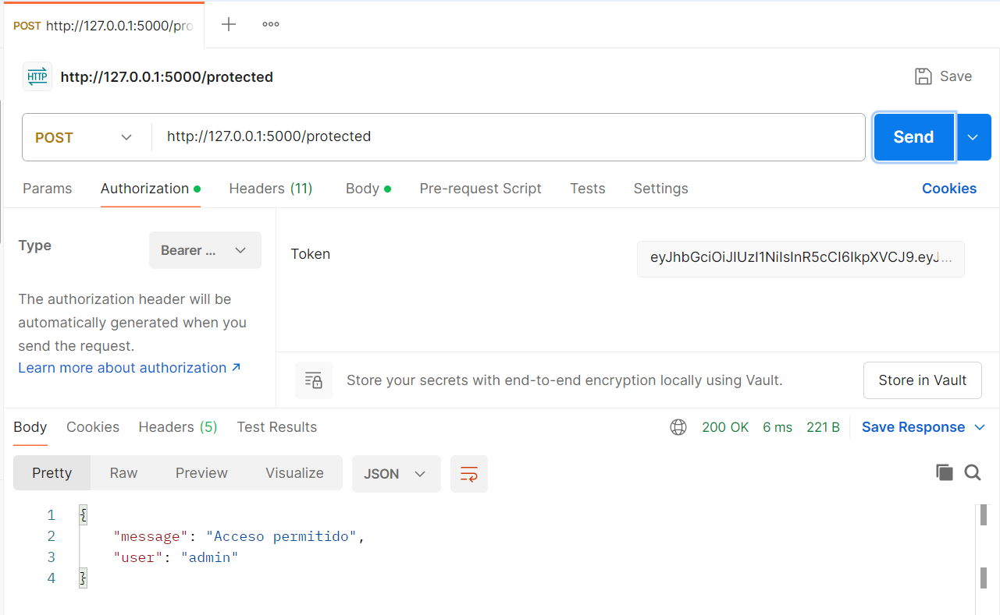 POST http://127.0.0.1:5000/pro
HTTP http://127.0.0.1:5000/protected
Save
POST
http://127.0.0.1:5000/protected
Send
Params Authorization Headers (11) Body Pre-request Script Tests Settings Cookies
Type
Bearer ...
Token
eyJhbGciOiJIUzI1NiIsInR5cCI6IkpXVCJ9.eyJ...
The authorization header will be
automatically generated when you
send the request.
Learn more about authorization ↗
Store your secrets with end-to-end encryption locally using Vault.
Store in Vault
Body Cookies Headers (5) Test Results
200 OK 6 ms 221 B Save Response
Pretty Raw Preview Visualize JSON
1 {
2 "message": "Acceso permitido",
3 "user": "admin"
4 }